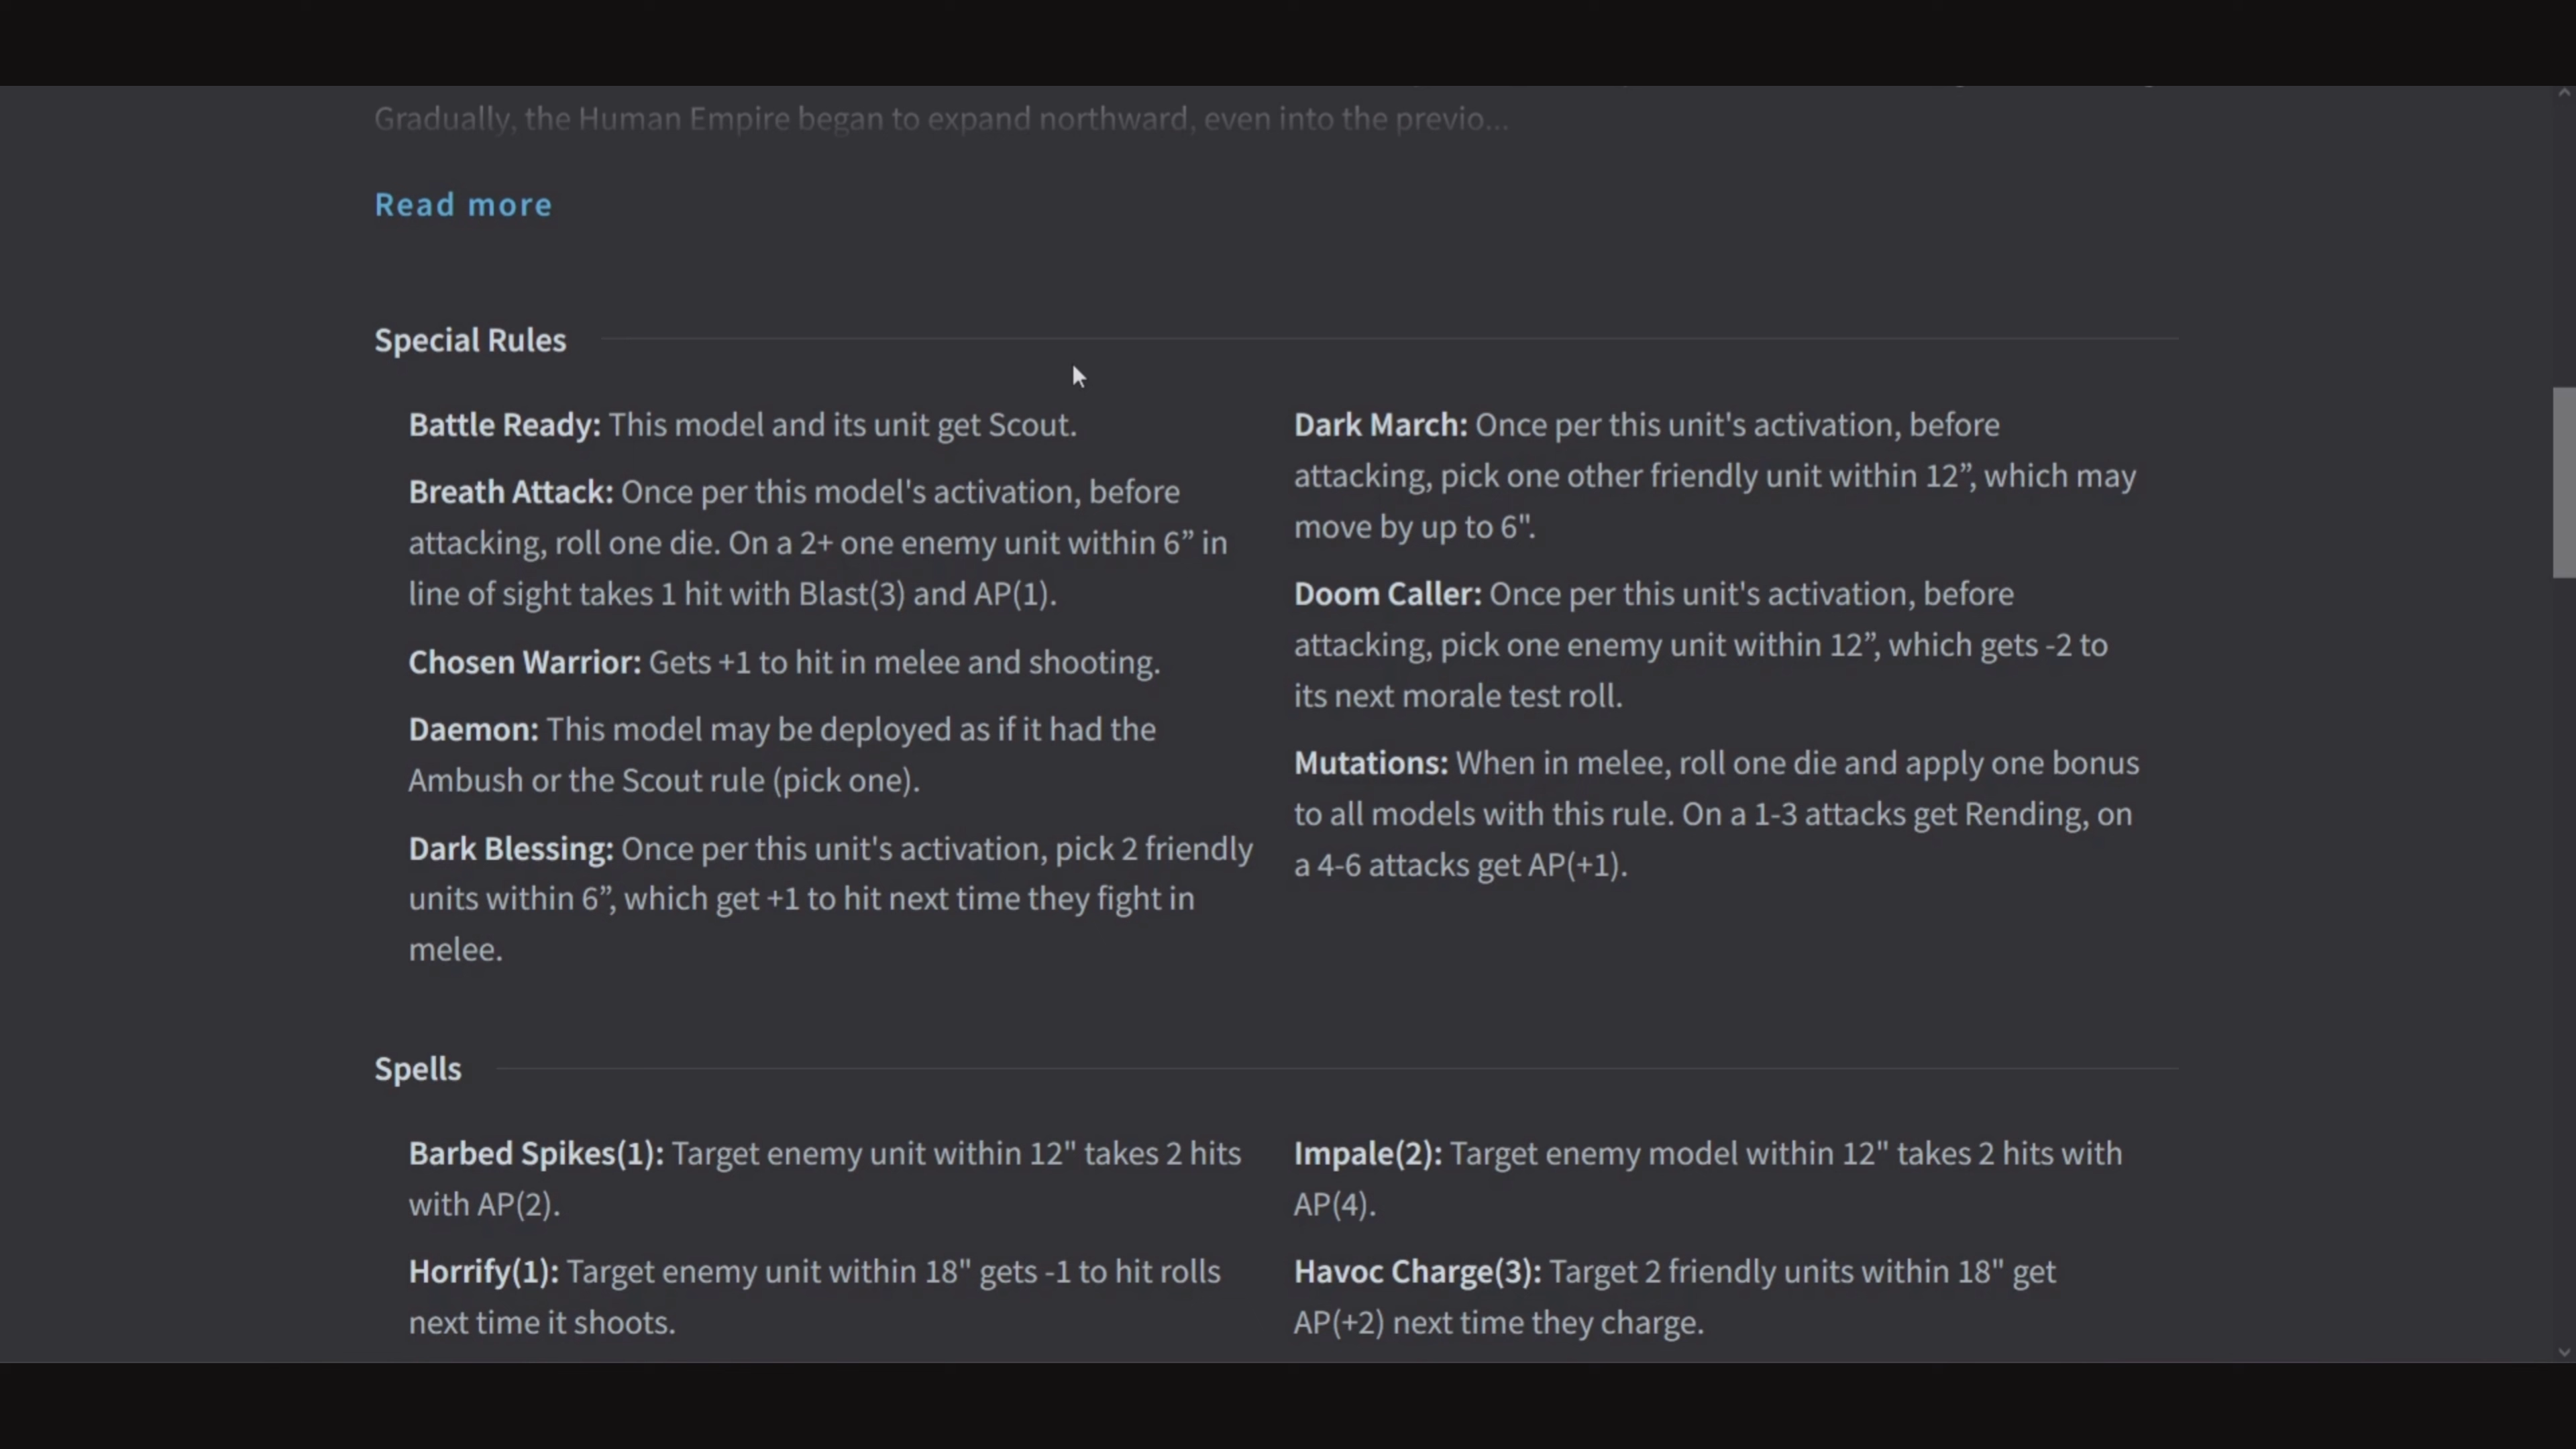 Gradually, the Human Empire began to expand northward, even into the previo...
Read more
Special Rules
Battle Ready: This model and its unit get Scout.
Breath Attack: Once per this model's activation, before
attacking, roll one die. On a 2+ one enemy unit within 6” in
line of sight takes 1 hit with Blast(3) and AP(1).
Chosen Warrior: Gets +1 to hit in melee and shooting.
Daemon: This model may be deployed as if it had the
Ambush or the Scout rule (pick one).
Dark Blessing: Once per this unit's activation, pick 2 friendly
units within 6”, which get +1 to hit next time they fight in
melee.
Dark March: Once per this unit's activation, before
attacking, pick one other friendly unit within 12”, which may
move by up to 6".
Doom Caller: Once per this unit's activation, before
attacking, pick one enemy unit within 12”, which gets -2 to
its next morale test roll.
Mutations: When in melee, roll one die and apply one bonus
to all models with this rule. On a 1-3 attacks get Rending, on
a 4-6 attacks get AP(+1).
Spells
Barbed Spikes(1): Target enemy unit within 12" takes 2 hits
with AP(2).
Horrify(1): Target enemy unit within 18" gets -1 to hit rolls
next time it shoots.
Impale(2): Target enemy model within 12" takes 2 hits with
AP(4).
Havoc Charge(3): Target 2 friendly units within 18" get
AP(+2) next time they charge.